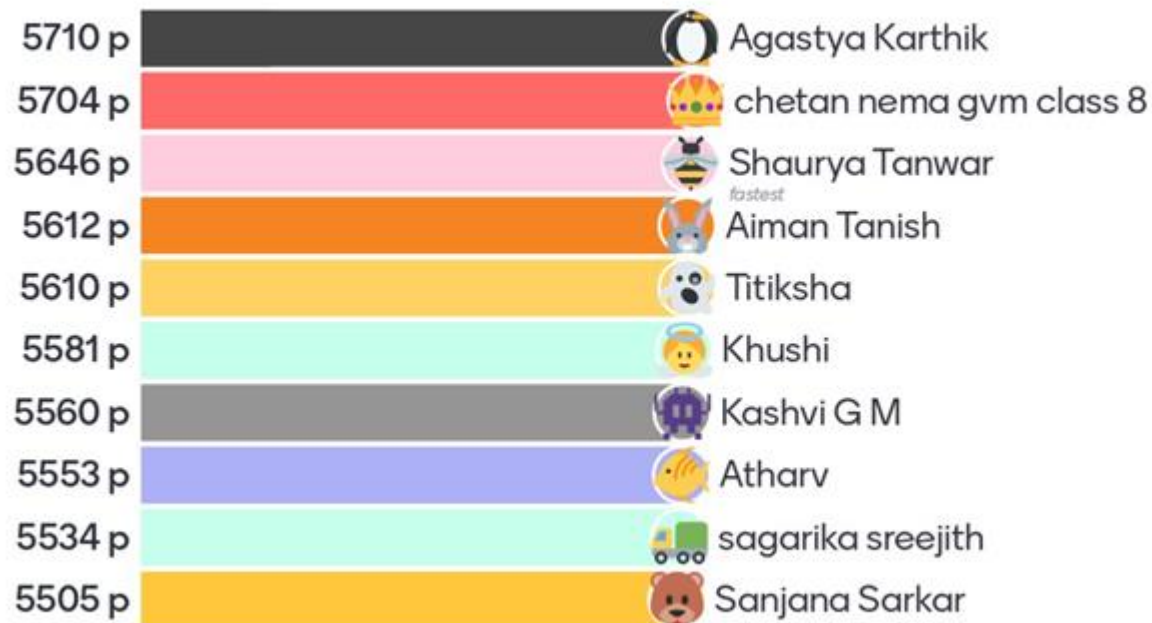 5710 p Agastya Karthik
5704 p chetan nema gvm class 8
5646 p Shaurya Tanwar
fastest
5612 p Aiman Tanish
5610 p Titiksha
5581 p Khushi
5560 p Kashvi G M
5553 p Atharv
5534 p sagarika sreejith
5505 p Sanjana Sarkar